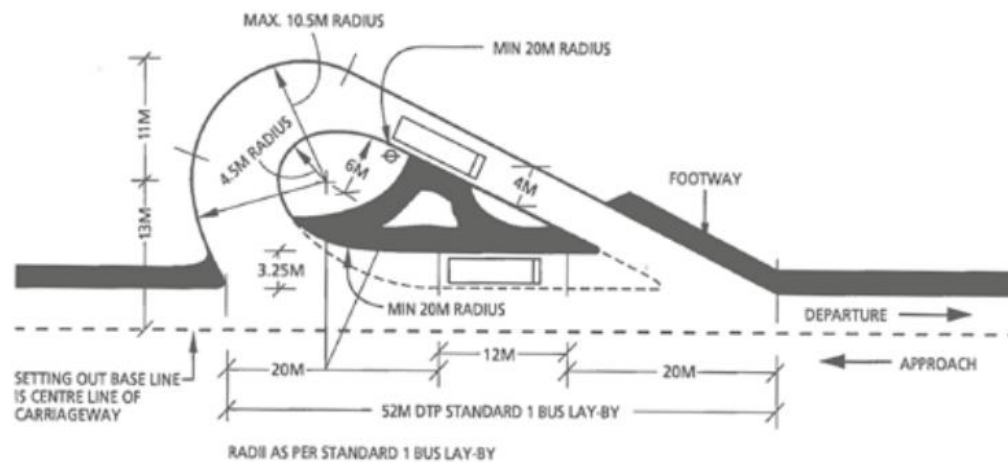 MAX. 10.5M RADIUS
MIN 20M RADIUS
11M
4.5M RADIUS
6M
4M
FOOTWAY
13M
3.25M
MIN 20M RADIUS
DEPARTURE
12M
20M
20M
APPROACH
SETTING OUT BASE LINE
IS CENTRE LINE OF
CARRIAGEWAY
52M DTP STANDARD 1 BUS LAY-BY
RADII AS PER STANDARD 1 BUS LAY-BY